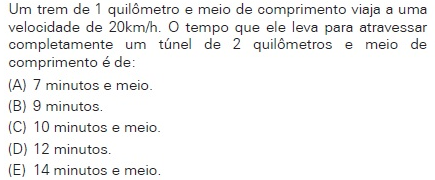 Um trem de 1 quilômetro e meio de comprimento viaja a uma
velocidade de 20km/h. O tempo que ele leva para atravessar
completamente um túnel de 2 quilômetros e meio de
comprimento é de:
(A) 7 minutos e meio.
(B) 9 minutos.
(C) 10 minutos e meio.
(D) 12 minutos.
(E) 14 minutos e meio.